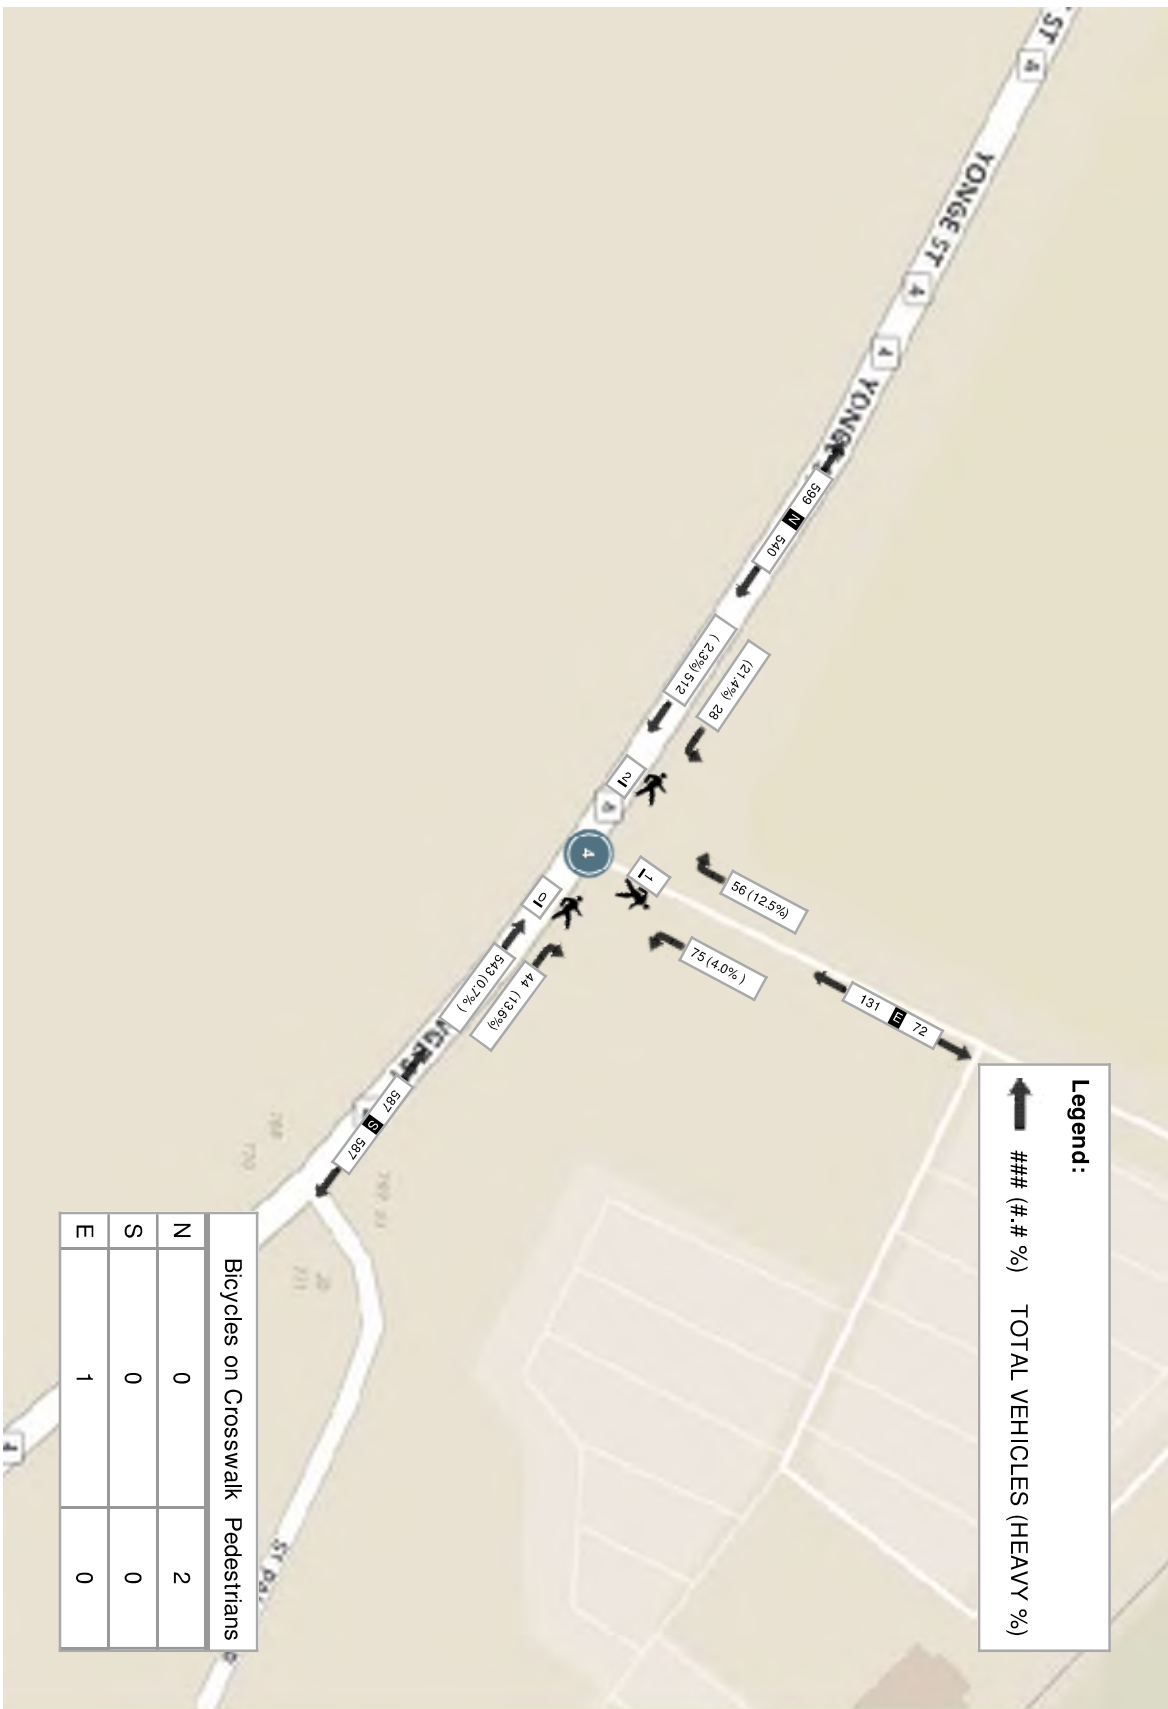 ST
4
YONGE ST
4
4
YONGE
599 N 540
( 2.3%) 512
(21.4%) 28
2
4
4
1
56 (12.5%)
0
75 (4.0% )
543 (0.7% )
44 (13.6%)
131 E 72
587 S 587
Legend:
### (#.# %) TOTAL VEHICLES (HEAVY %)
Bicycles on Crosswalk Pedestrians
N 0 2
S 0 0
E 1 0
4